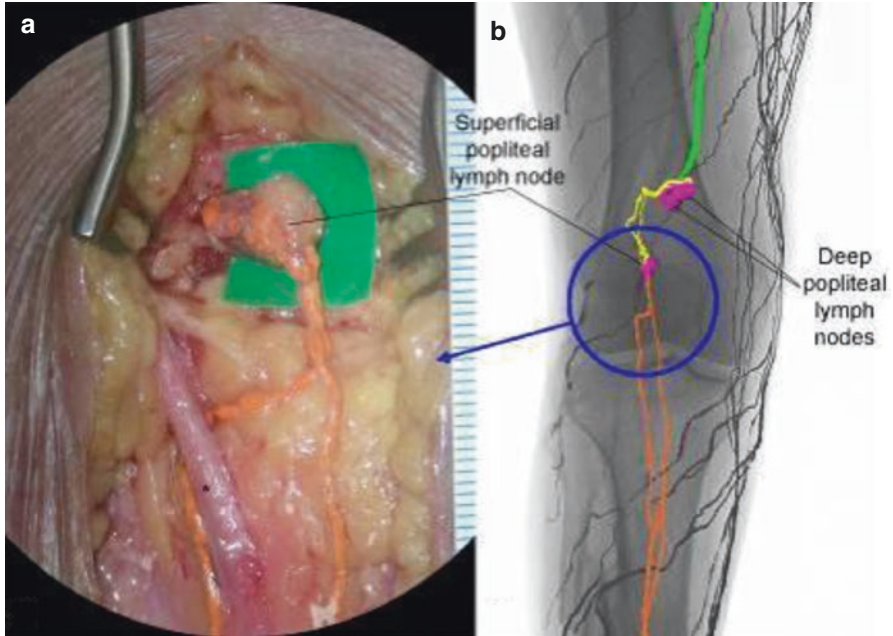 a
b
Superficial
popliteal
lymph node
Deep
popliteal
lymph
nodes